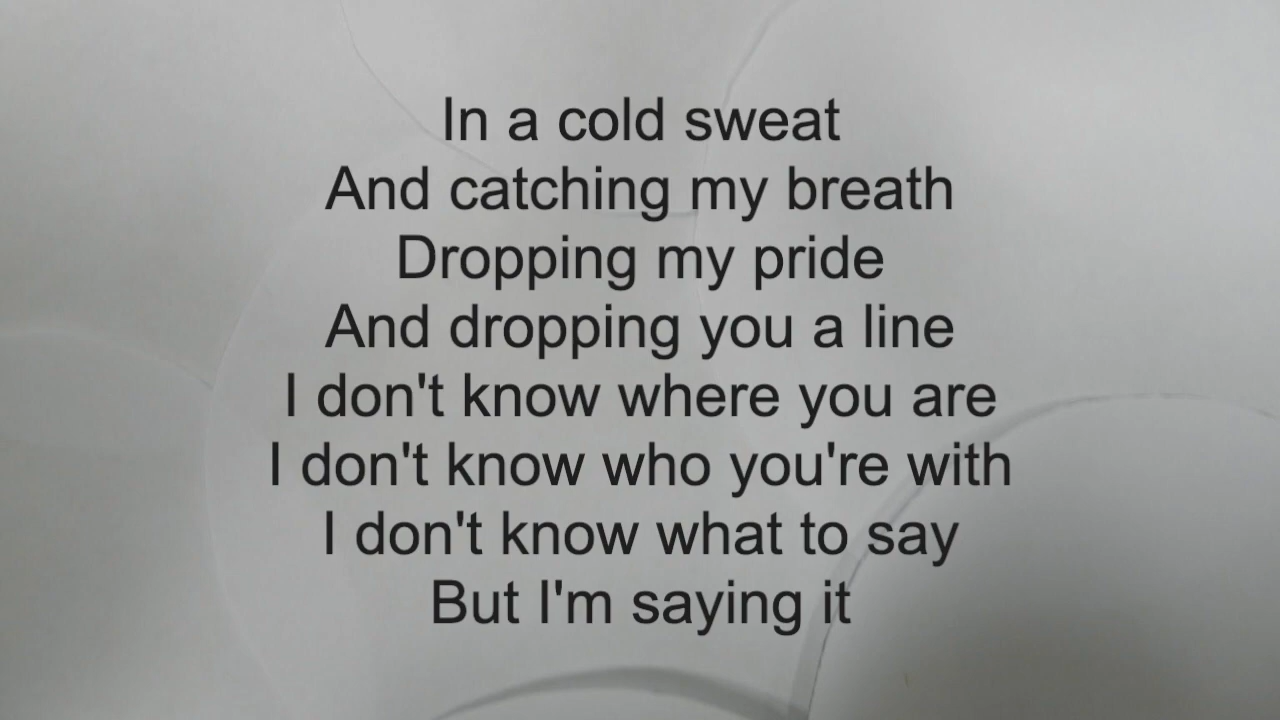 In a cold sweat
And catching my breath
Dropping my pride
And dropping you a line
I don't know where you are
I don't know who you're with
I don't know what to say
But I'm saying it